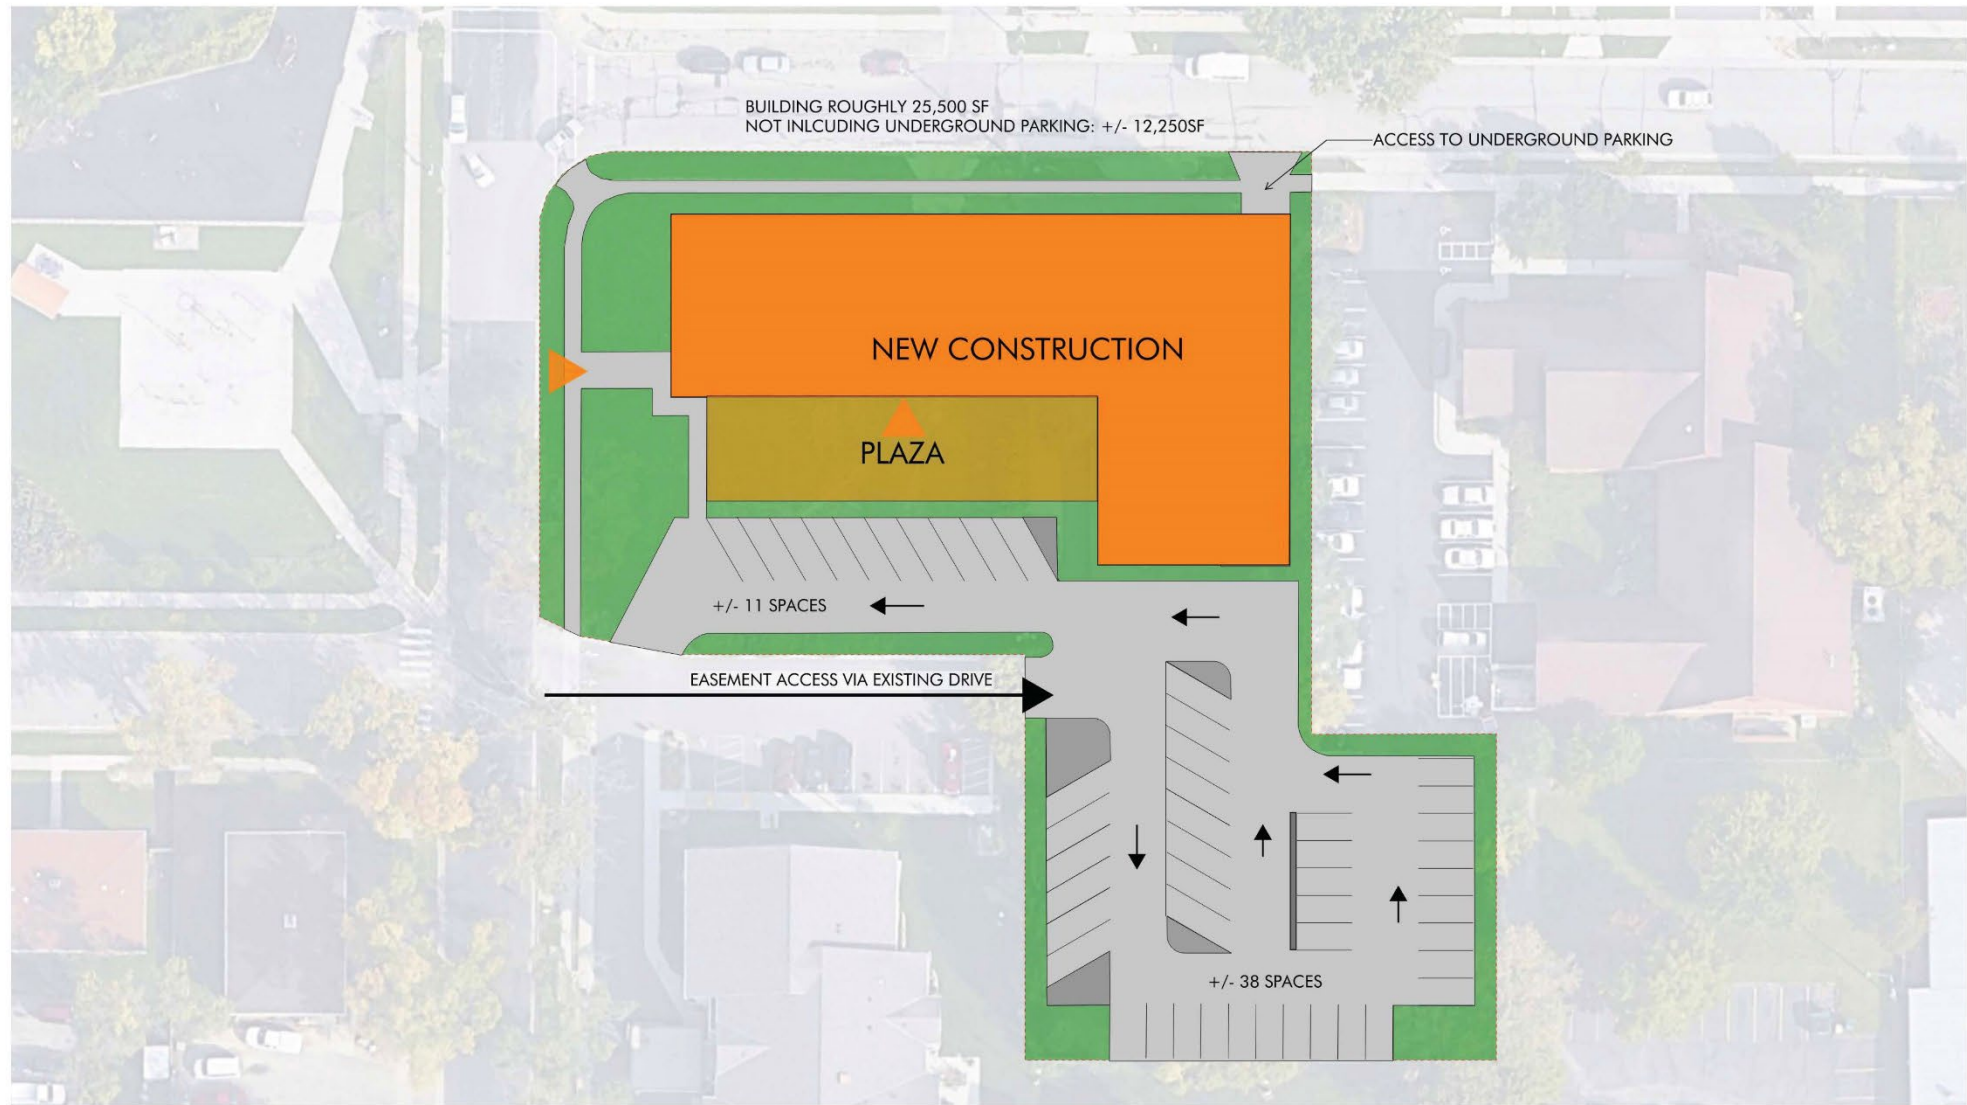 BUILDING ROUGHLY 25,500 SF
NOT INLCUDING UNDERGROUND PARKING: +/- 12,250SF
ACCESS TO UNDERGROUND PARKING
NEW CONSTRUCTION
PLAZA
+/- 11 SPACES
EASEMENT ACCESS VIA EXISTING DRIVE
+/- 38 SPACES